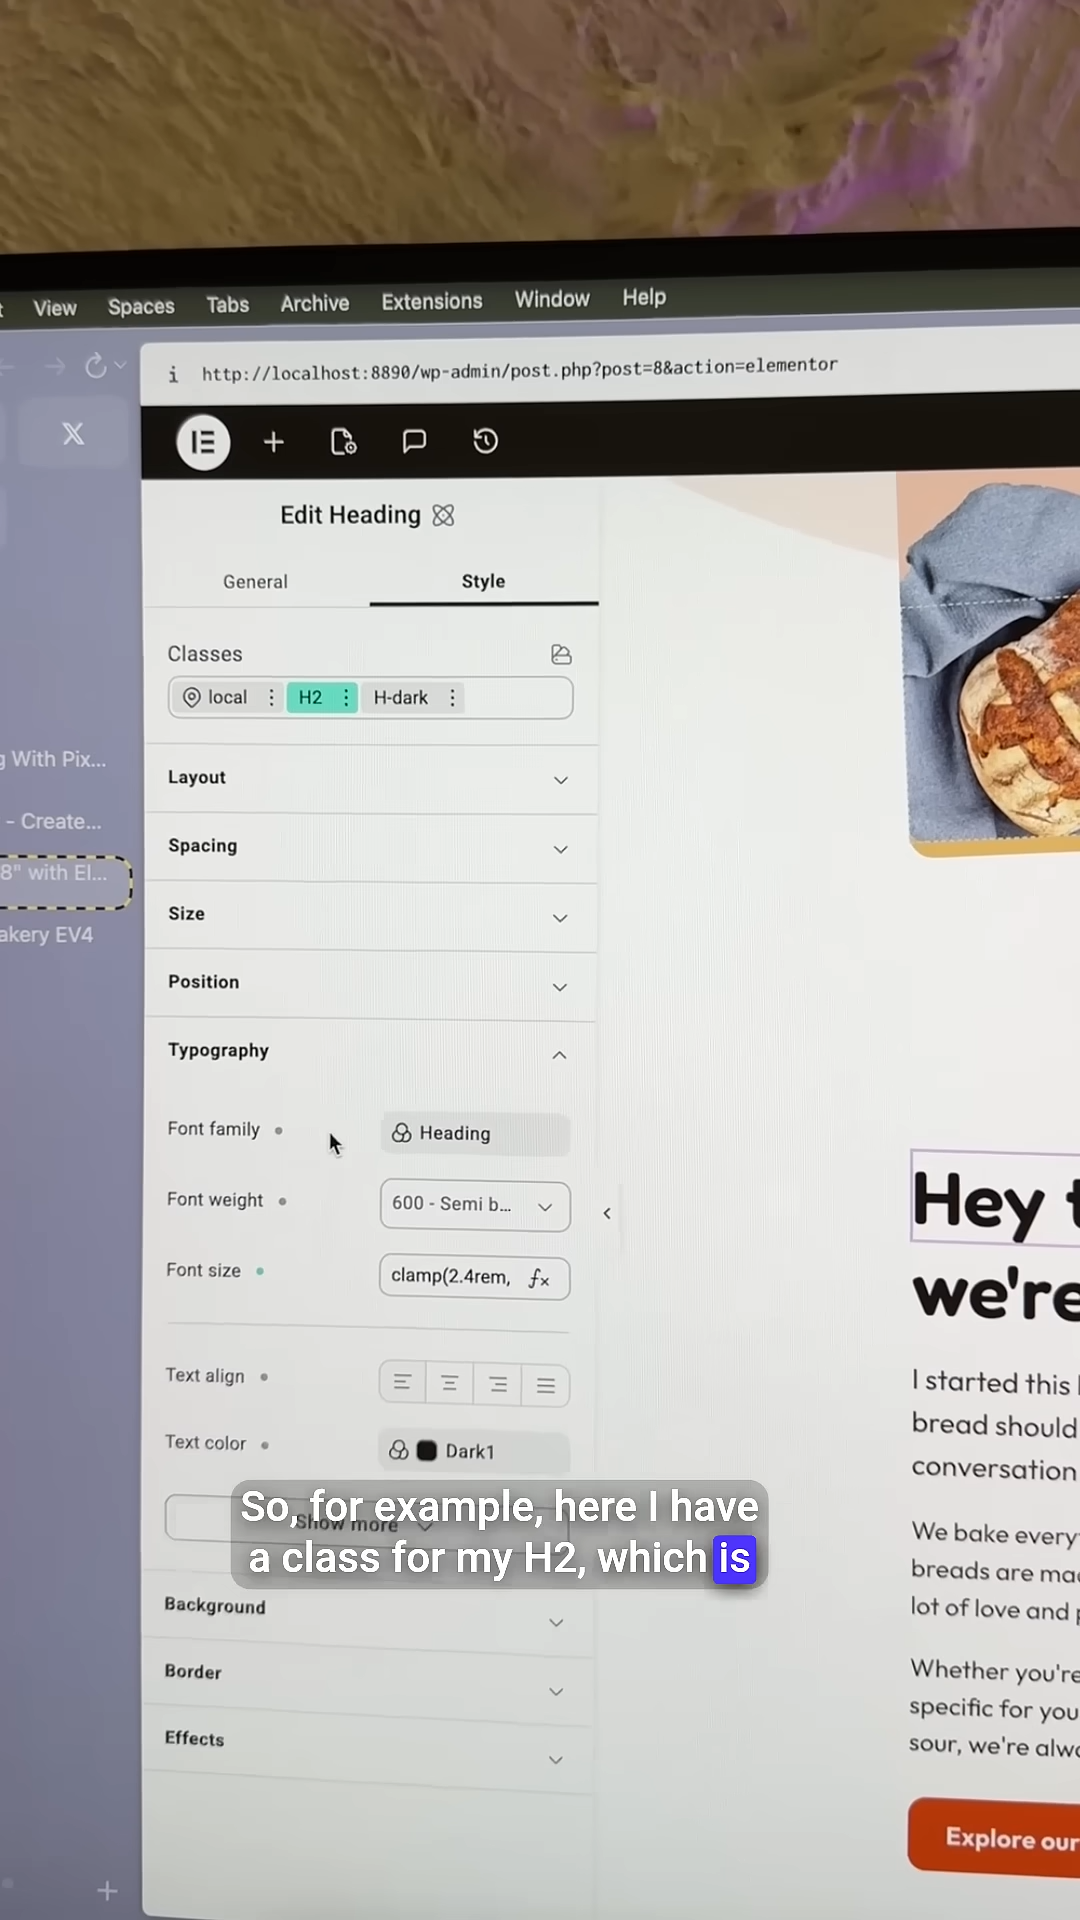 View Spaces Tabs Archive Extensions Window Help
http://localhost:8890/wp-admin/post.php?post=8&action=elementor
Edit Heading
General Style
Classes
local H2 H-dark
Layout
g With Pix...
- Create...
Spacing
8" with El...
Size
akery EV4
Position
Typography
Font family Heading
Font weight 600 - Semi b...
Font size clamp(2.4rem, fx
Text align
Text color Dark1
Show more
So, for example, here I have
a class for my H2, which is
Background
Border
Effects
Hey t
we're
I started this
bread should
conversation
We bake every
breads are mad
lot of love and p
Whether you're
specific for you
sour, we're alwa
Explore our